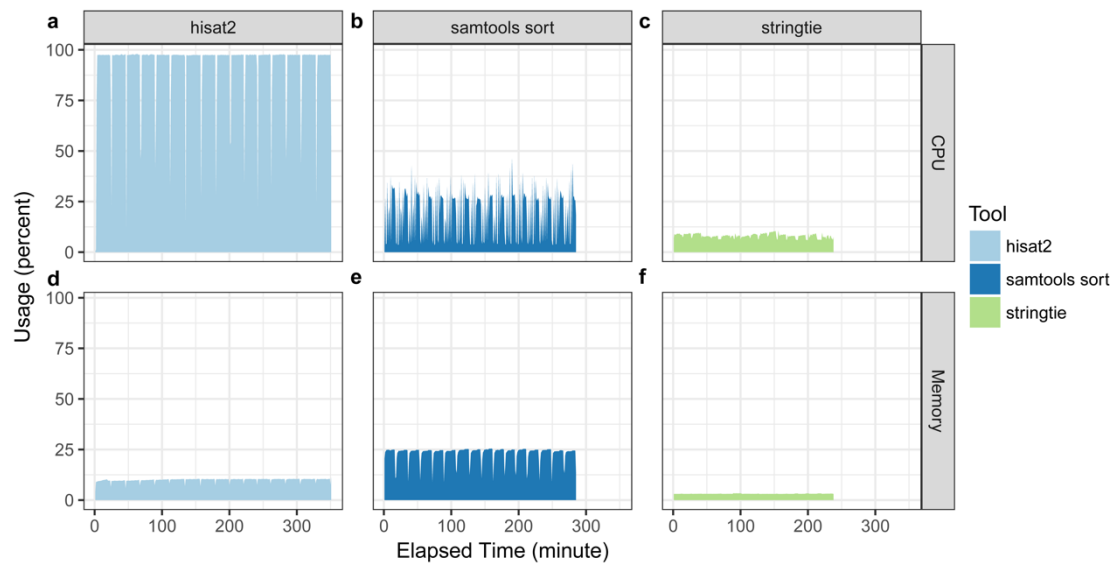 a
hisat2
b
samtools sort
c
stringtie
100
75
50
25
0
CPU
Usage (percent)
d
e
f
100
75
50
25
0
Memory
0
100
200
300
0
100
200
300
0
100
200
300
Elapsed Time (minute)
Tool
hisat2
samtools sort
stringtie